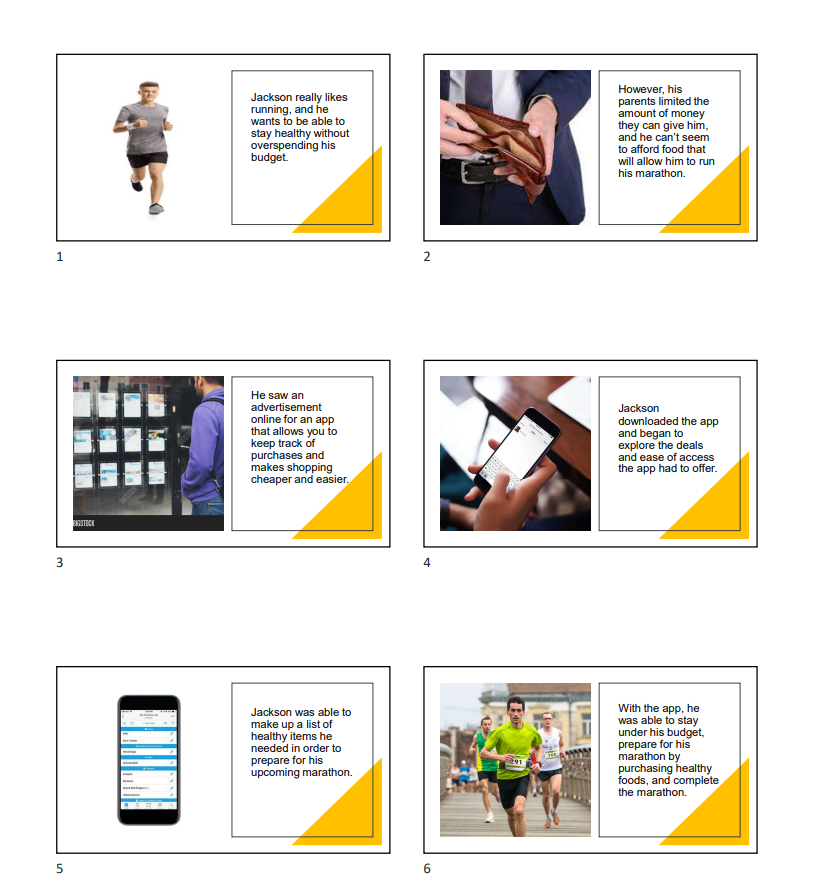 Jackson really likes
running, and he
wants to be able to
stay healthy without
overspending his
budget.
1
However, his
parents limited the
amount of money
they can give him,
and he can't seem
to afford food that
will allow him to run
his marathon.
2
He saw an
advertisement
online for an app
that allows you to
keep track of
purchases and
makes shopping
cheaper and easier.
BIGSTOCK
3
Jackson
downloaded the app
and began to
explore the deals
and ease of access
the app had to offer.
4
Jackson was able to
make up a list of
healthy items he
needed in order to
prepare for his
upcoming marathon.
5
With the app, he
was able to stay
under his budget,
prepare for his
marathon by
purchasing healthy
foods, and complete
the marathon.
6